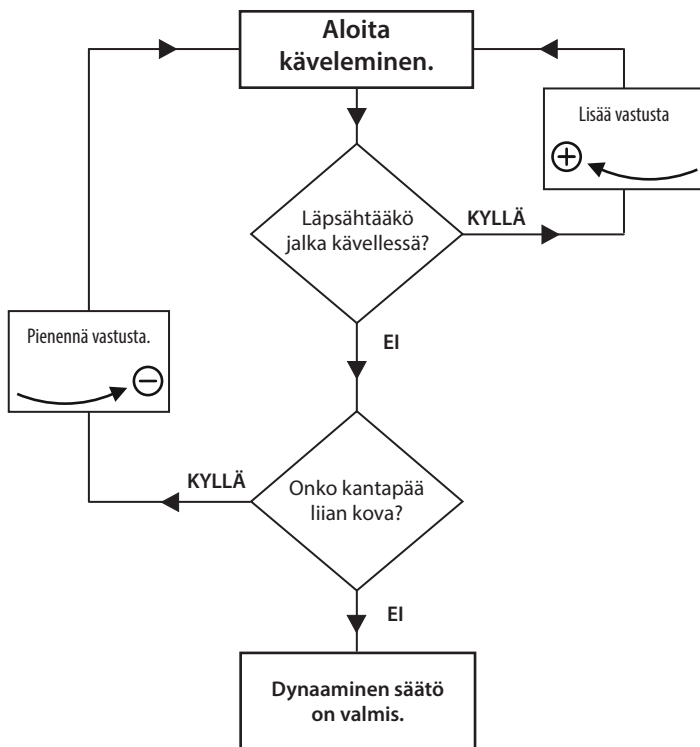 Aloita
käveleminen.
Lisää vastusta
Läpsähtääkö
jalka kävellessä?
KYLLÄ
EI
Pienennä vastusta.
KYLLÄ
Onko kantapää
liian kova?
EI
Dynaaminen säätö
on valmis.